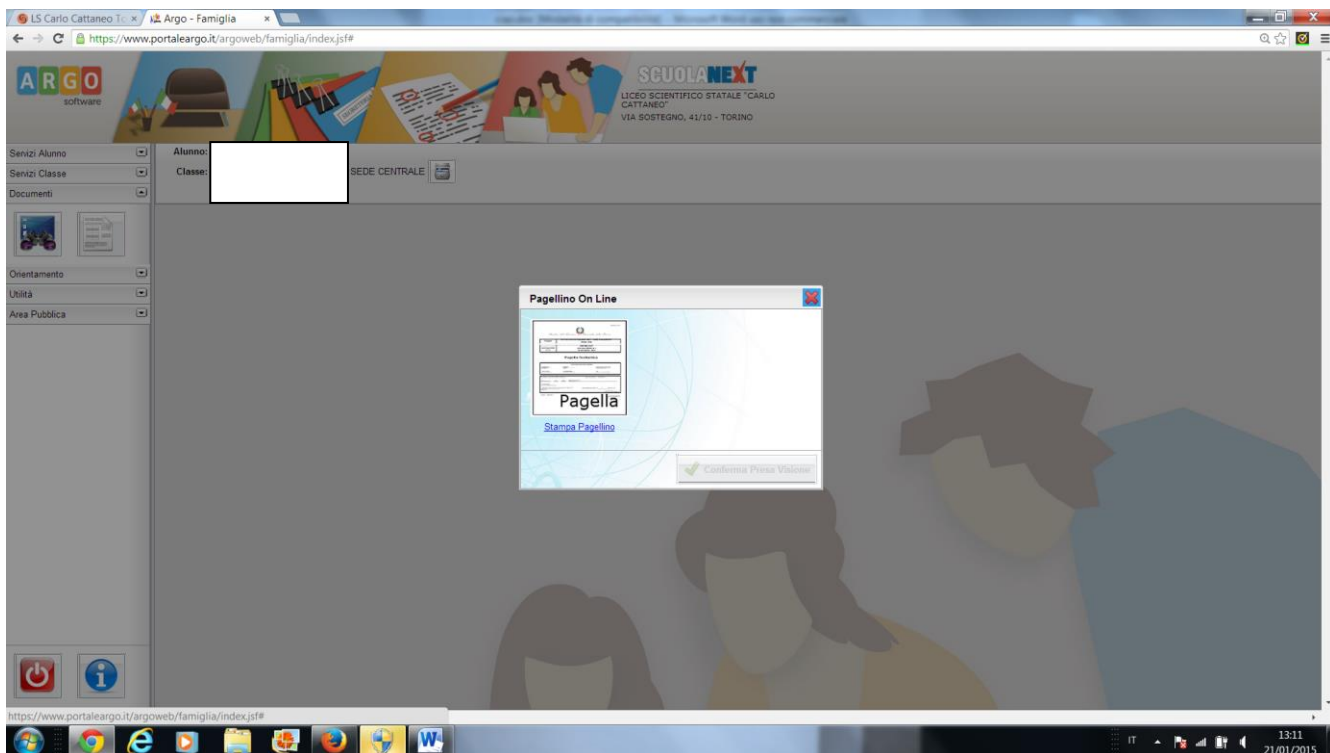 LS Carlo Cattaneo To
Argo - Famiglia
https://www.portaleargo.it/argoweb/famiglia/index.jsf#
ARGO
software
SCUOLANEXT
LICEO SCIENTIFICO STATALE "CARLO
CATTANEO"
VIA SOSTEGNO, 41/10 - TORINO
Servizi Alunno
Alunno:
Servizi Classe
Classe:
SEDE CENTRALE
Documenti
Orientamento
Utilità
Area Pubblica
Pagellino On Line
Pagella
Stampa Pagellino
Conferma Presa Visione
https://www.portaleargo.it/argoweb/famiglia/index.jsf#
IT
13:11
21/01/2015